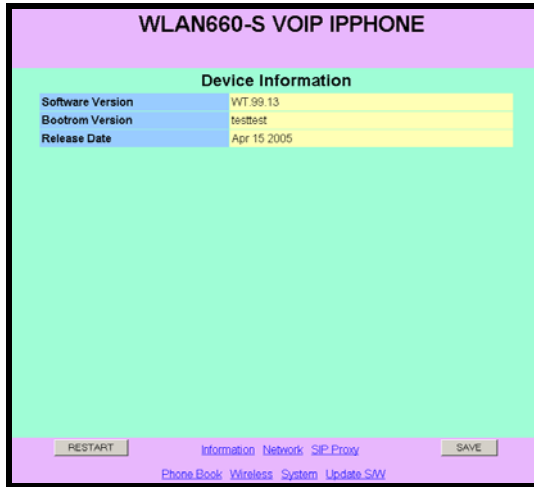 WLAN660-S VOIP IPPHONE
Device Information
Software Version WT.99.13
Bootrom Version testtest
Release Date Apr 15 2005
RESTART Information Network SIP Proxy SAVE
Phone Book Wireless System Update S/W